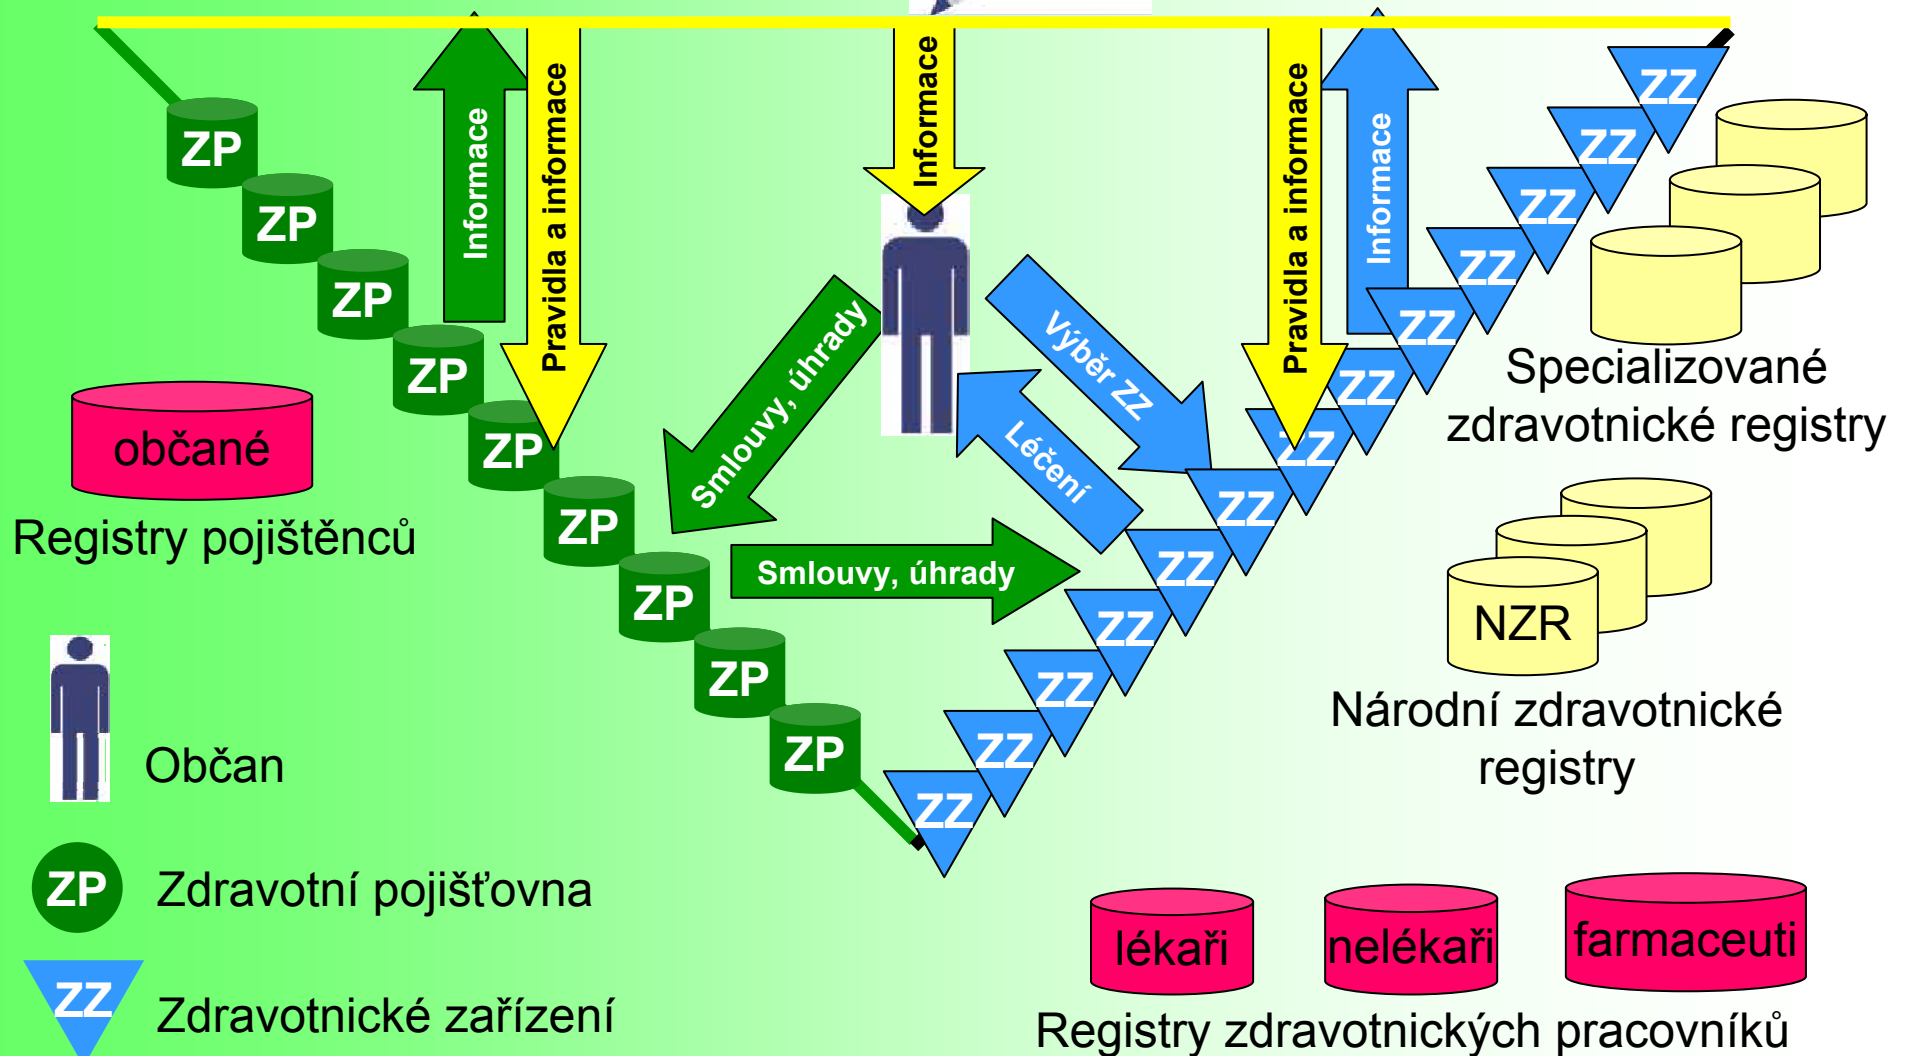 Informace
Pravidla a informace
Informace
Pravidla a informace
Informace
ZP
ZP
ZP
ZP
ZP
ZP
ZP
ZP
ZP
ZZ
ZZ
ZZ
ZZ
ZZ
ZZ
ZZ
ZZ
ZZ
ZZ
ZZ
ZZ
ZZ
Smlouvy, úhrady
Výběr ZZ
Léčení
Smlouvy, úhrady
občané
Registry pojištěnců
Specializované
zdravotnické registry
NZR
Národní zdravotnické
registry
Občan
ZP
Zdravotní pojišťovna
ZZ
Zdravotnické zařízení
lékaři
nelékaři
farmaceuti
Registry zdravotnických pracovníků